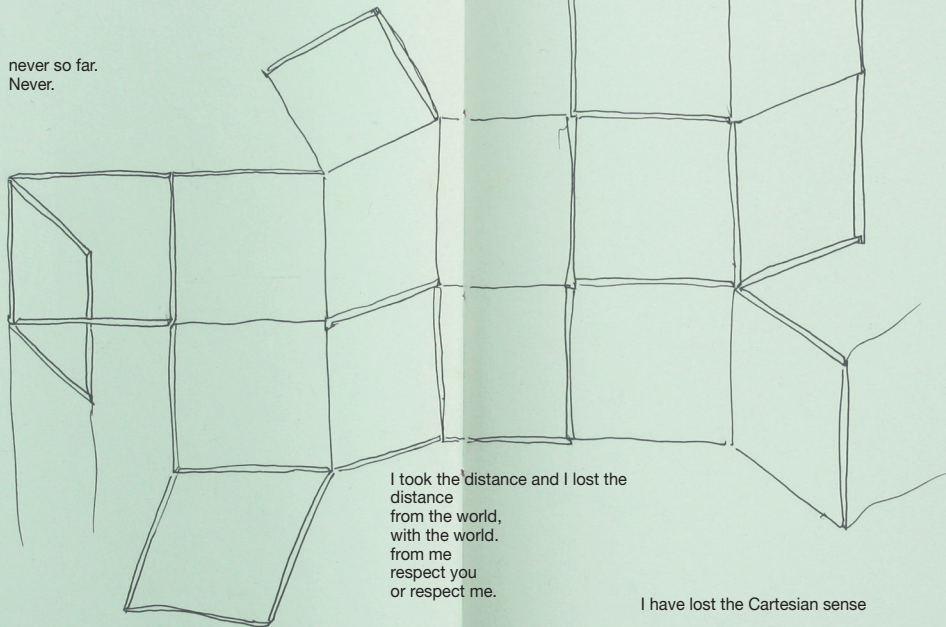 never so far.
Never.
I took the distance and I lost the
distance
from the world,
with the world.
from me
respect you
or respect me.
I have lost the Cartesian sense